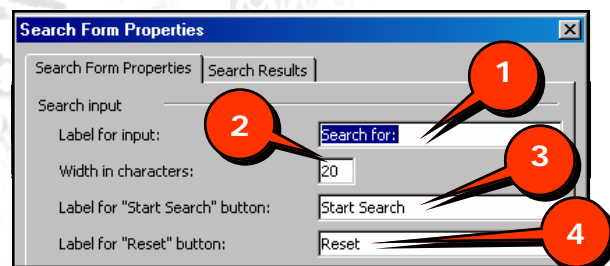 Search Form Properties
Search Form Properties Search Results
1
Search input
2
Label for input: Search for:
3
Width in characters: 20
Label for "Start Search" button: Start Search
4
Label for "Reset" button: Reset